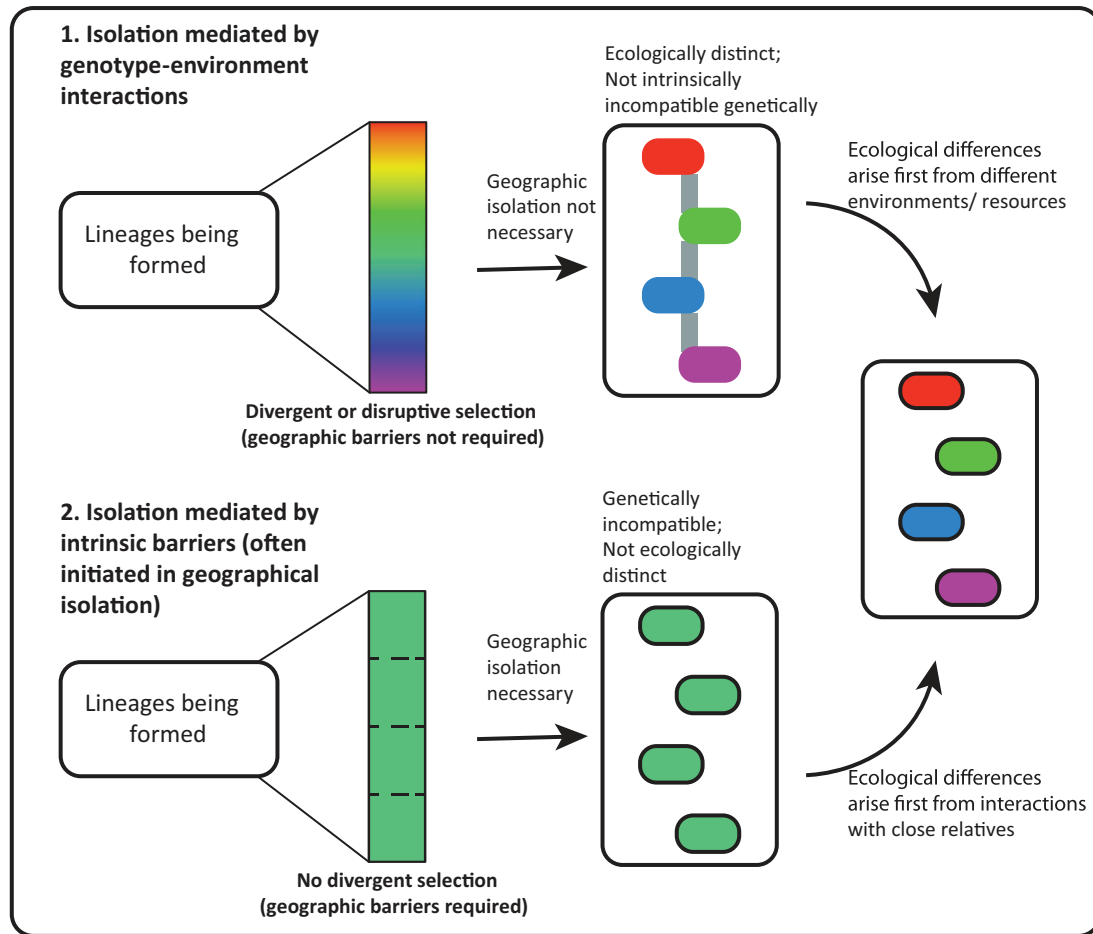 1. Isolation mediated by
genotype-environment
interactions
Lineages being
formed
Divergent or disruptive selection
(geographic barriers not required)
Geographic
isolation not
necessary
Ecologically distinct;
Not intrinsically
incompatible genetically
Ecological differences
arise first from different
environments/ resources
2. Isolation mediated by
intrinsic barriers (often
initiated in geographical
isolation)
Lineages being
formed
No divergent selection
(geographic barriers required)
Geographic
isolation
necessary
Genetically
incompatible;
Not ecologically
distinct
Ecological differences
arise first from interactions
with close relatives